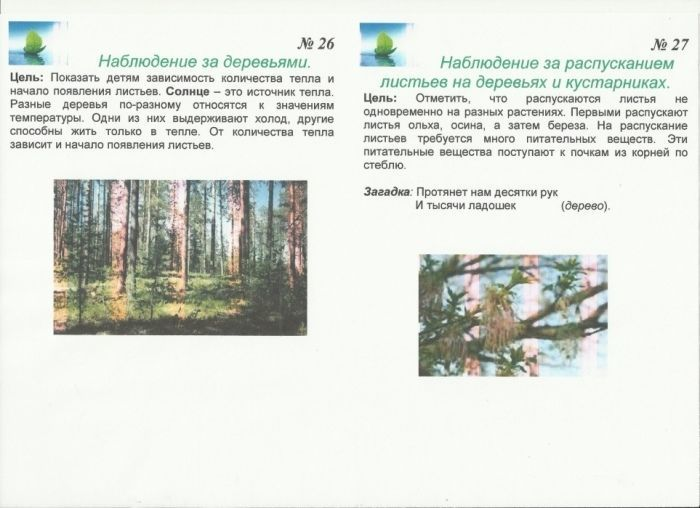 № 26
Наблюдение за деревьями.
Цель: Показать детям зависимость количества тепла и
начало появления листьев. Солнце – это источник тепла.
Разные деревья по-разному относятся к значениям
температуры. Одни из них выдерживают холод, другие
способны жить только в тепле. От количества тепла
зависит и начало появления листьев.
№ 27
Наблюдение за распусканием
листьев на деревьях и кустарниках.
Цель: Отметить, что распускаются листья не
одновременно на разных растениях. Первыми распускают
листья ольха, осина, а затем береза. На распускание
листьев требуется много питательных веществ. Эти
питательные вещества поступают к почкам из корней по
стеблю.
Загадка: Протянет нам десятки рук
И тысячи ладошек (дерево).